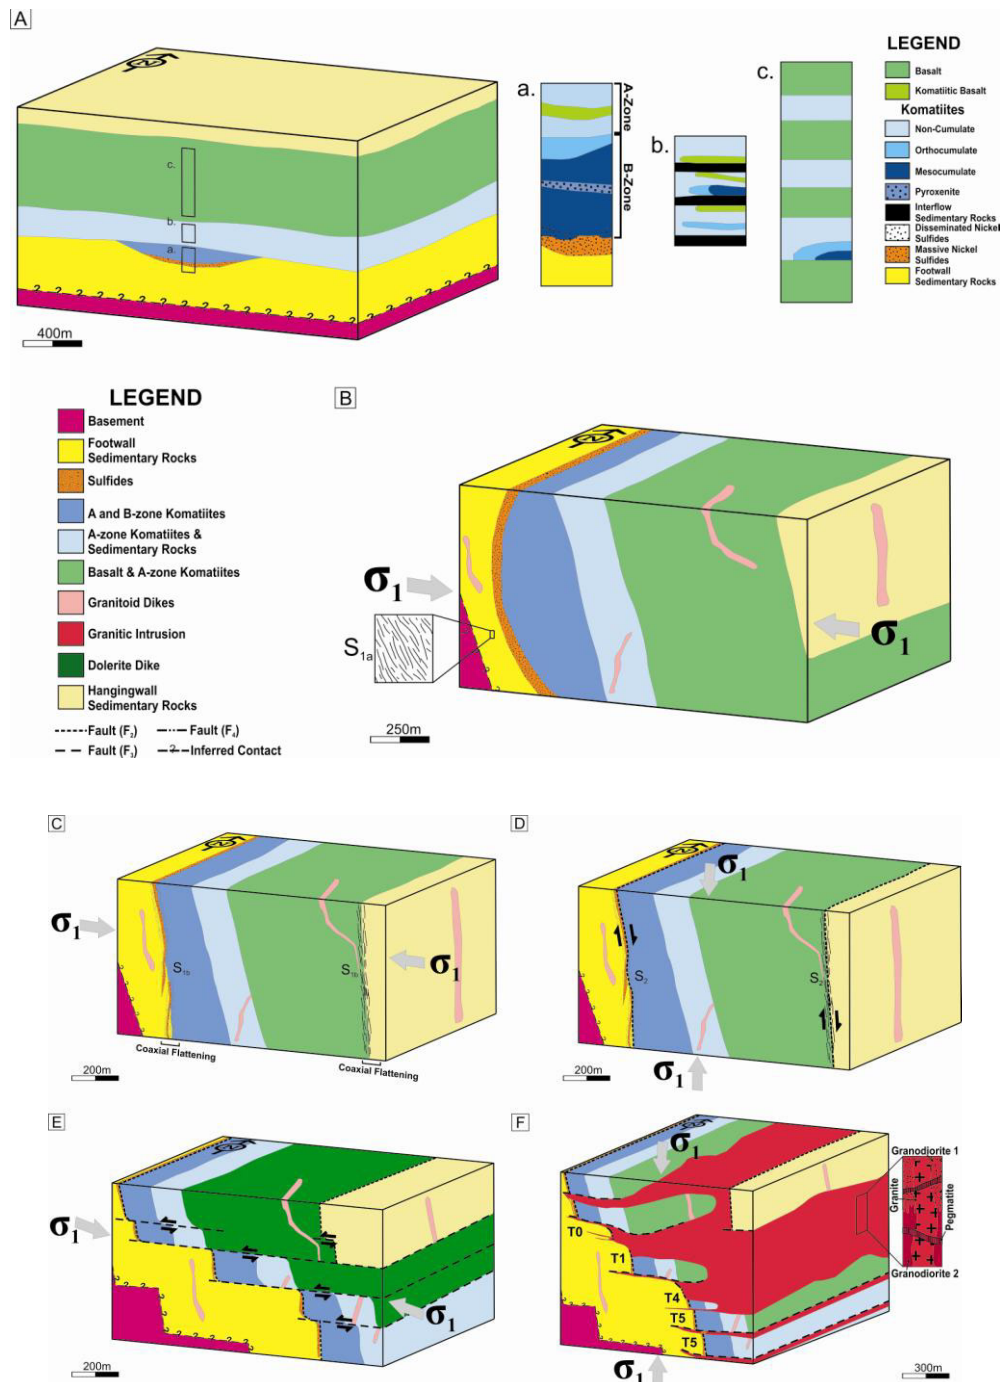 A
N
c.
b.
a.
400m
a.
A-Zone
B-Zone
b.
c.
LEGEND
Basalt
Komatiitic Basalt
Komatiites
Non-Cumulate
Orthocumulate
Mesocumulate
Pyroxenite
Interflow
Sedimentary Rocks
Disseminated Nickel
Sulfides
Massive Nickel
Sulfides
Footwall
Sedimentary Rocks
? ? ? ? ? ? ? ? ? ? ? ? ? ? ? ? ?
LEGEND
Basement
Footwall
Sedimentary Rocks
Sulfides
A and B-zone Komatiites
A-zone Komatiites &
Sedimentary Rocks
Basalt & A-zone Komatiites
Granitoid Dikes
Granitic Intrusion
Dolerite Dike
Hangingwall
Sedimentary Rocks
Fault (F₂) Fault (F₄)
Fault (F₃) ? Inferred Contact
B
N
σ₁
σ₁
S₁ₐ
250m
C
N
σ₁
σ₁
S₁b
S₁b
Coaxial Flattening
Coaxial Flattening
200m
D
N
σ₁
S₂
S₂
σ₁
200m
E
N
σ₁
σ₁
200m
F
N
σ₁
T0
T1
T4
T5
T5
σ₁
Granodiorite 1
Granite
Pegmatite
Granodiorite 2
300m